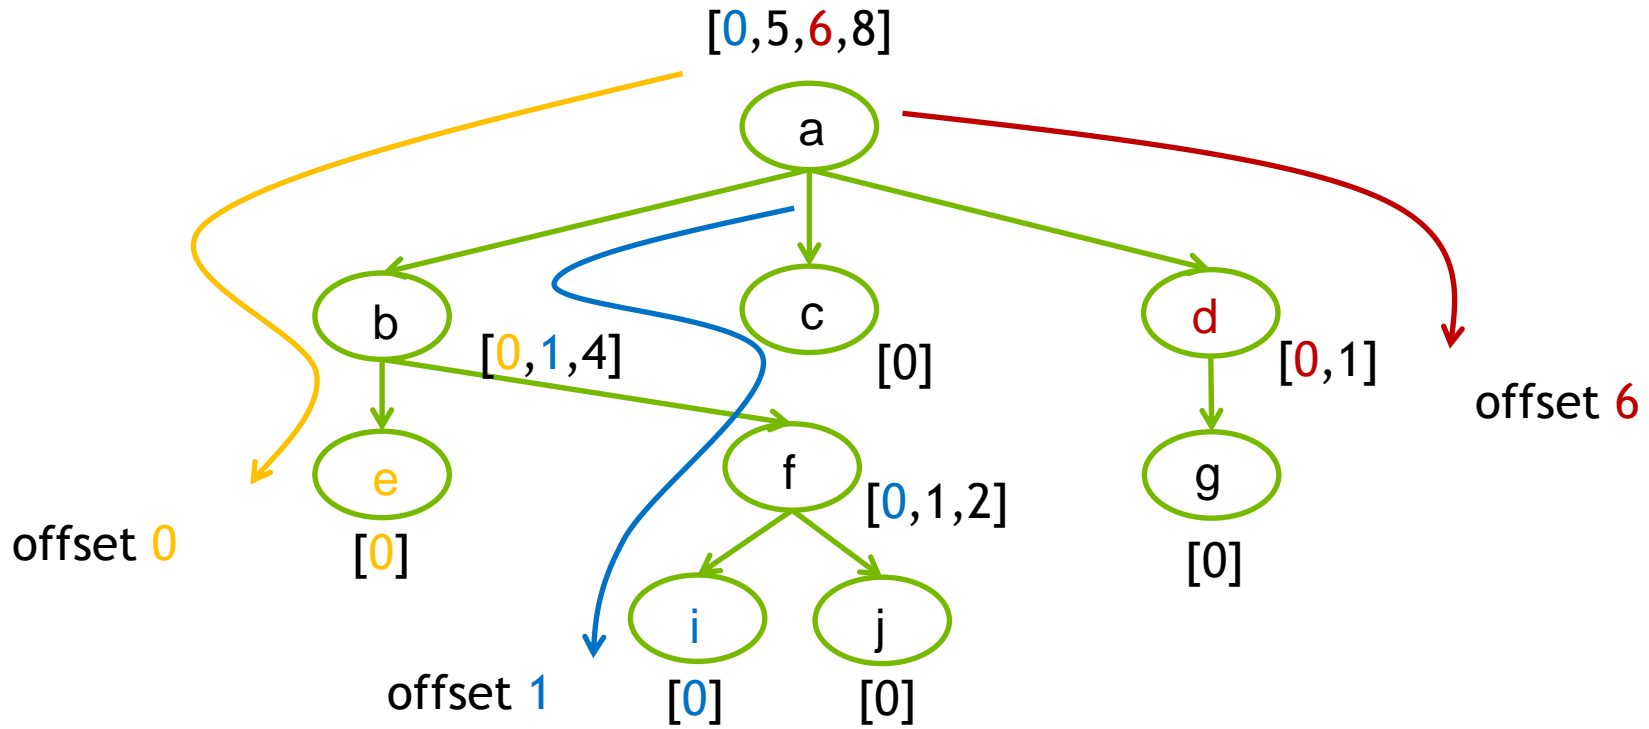 [0,5,6,8]
a
b
c
d
[0,1,4]
[0]
[0,1]
offset 6
e
f
g
[0,1,2]
offset 0
[0]
[0]
i
j
offset 1
[0]
[0]